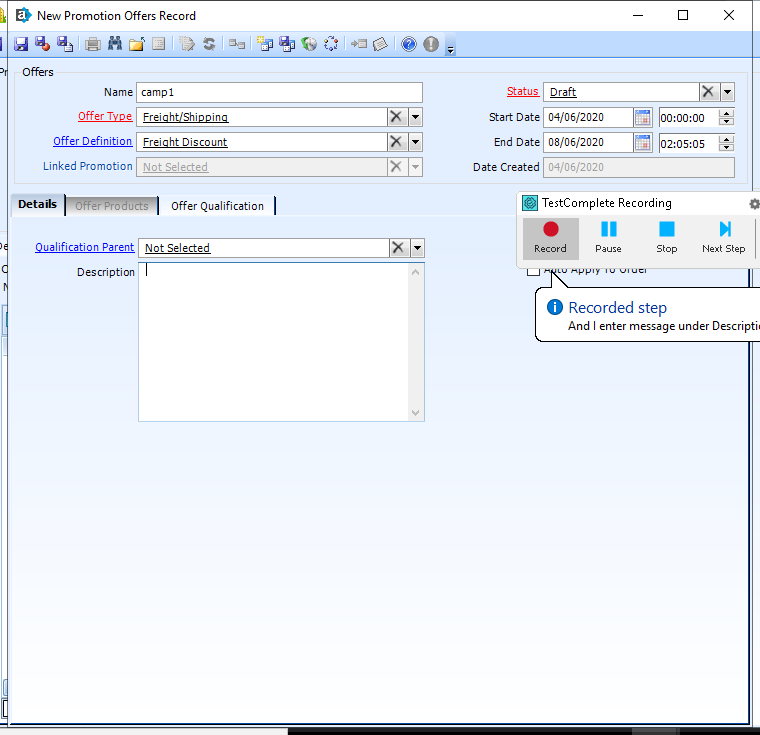 New Promotion Offers Record
Offers
Name camp1
Status Draft
Offer Type Freight/Shipping
Start Date 04/06/2020 00:00:00
Offer Definition Freight Discount
End Date 08/06/2020 02:05:05
Linked Promotion Not Selected
Date Created 04/06/2020
Details Offer Products Offer Qualification
TestComplete Recording
Record Pause Stop Next Step
Qualification Parent Not Selected
Auto Apply To Order
Description
Recorded step
And I enter message under Descriptio